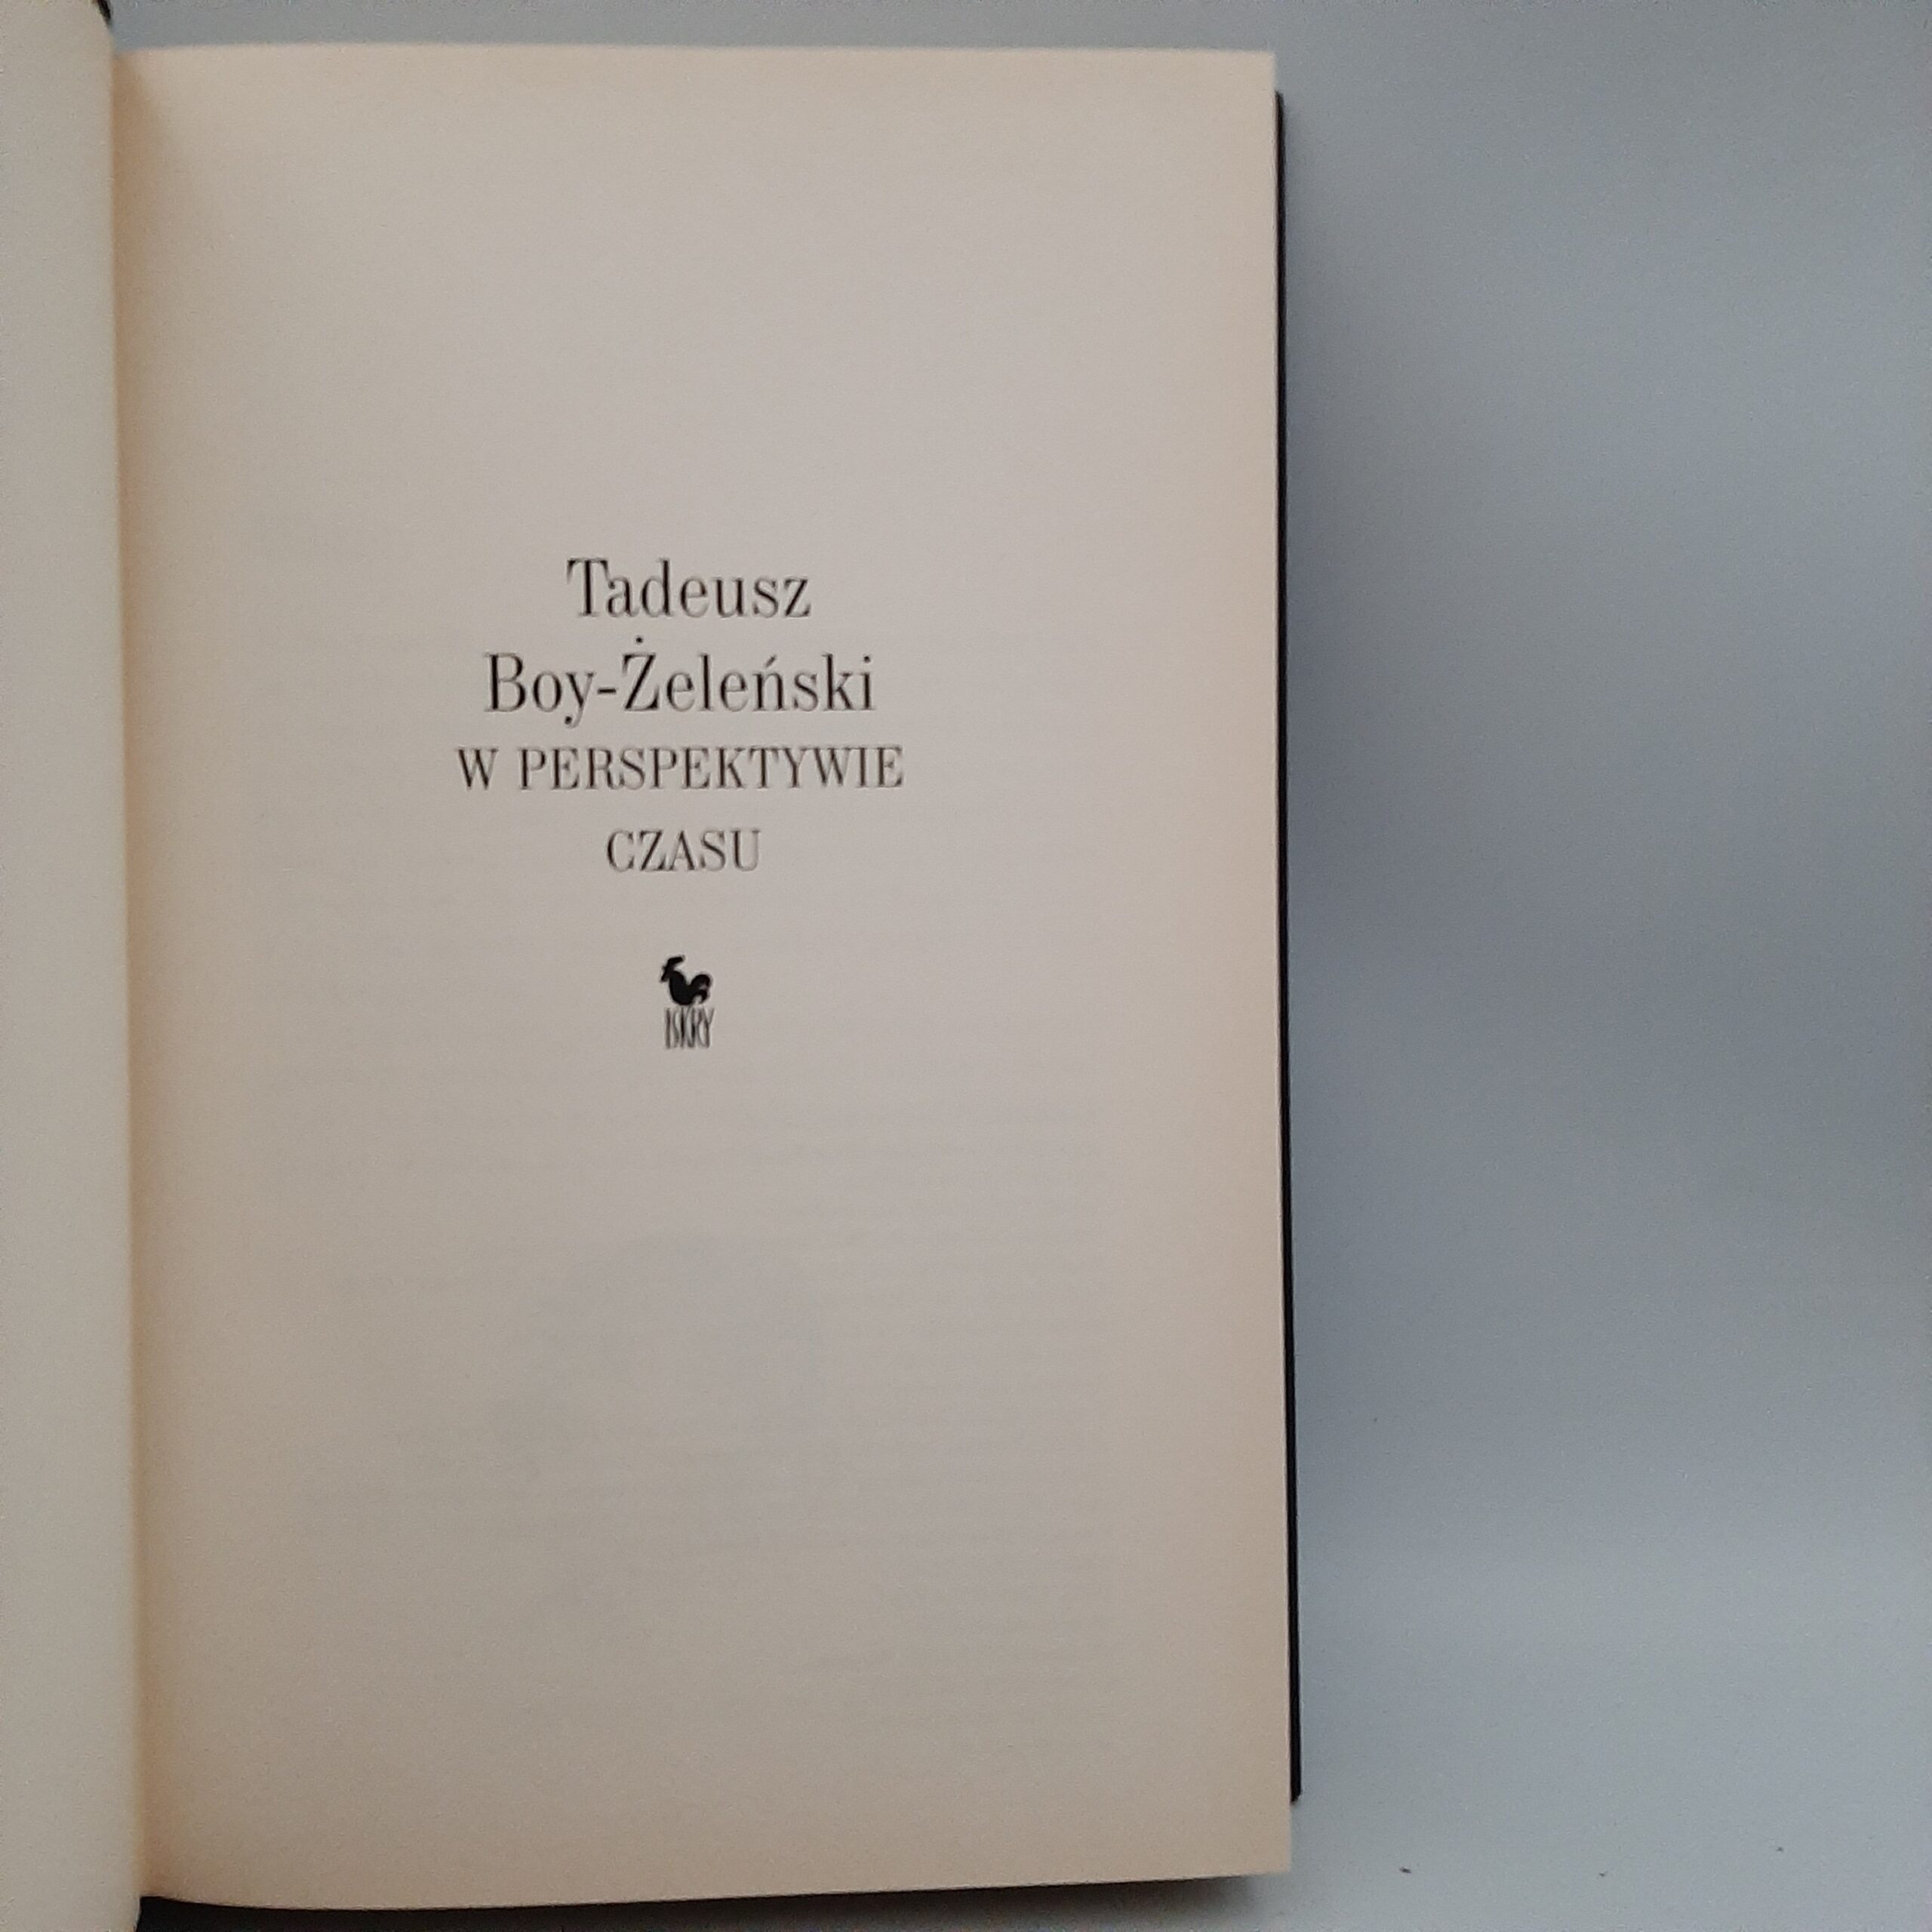 Tadeusz
Boy-Żeleński
W PERSPEKTYWIE
CZASU
ISKRY